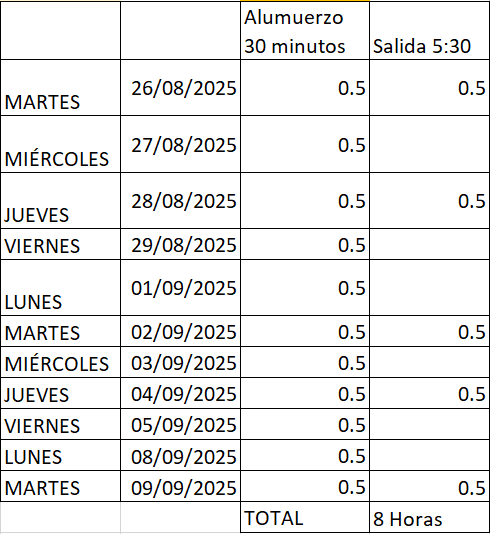 Alumuerzo
30 minutos Salida 5:30
MARTES 26/08/2025 0.5 0.5
MIÉRCOLES 27/08/2025 0.5
JUEVES 28/08/2025 0.5 0.5
VIERNES 29/08/2025 0.5
LUNES 01/09/2025 0.5
MARTES 02/09/2025 0.5 0.5
MIÉRCOLES 03/09/2025 0.5
JUEVES 04/09/2025 0.5 0.5
VIERNES 05/09/2025 0.5
LUNES 08/09/2025 0.5
MARTES 09/09/2025 0.5 0.5
TOTAL 8 Horas